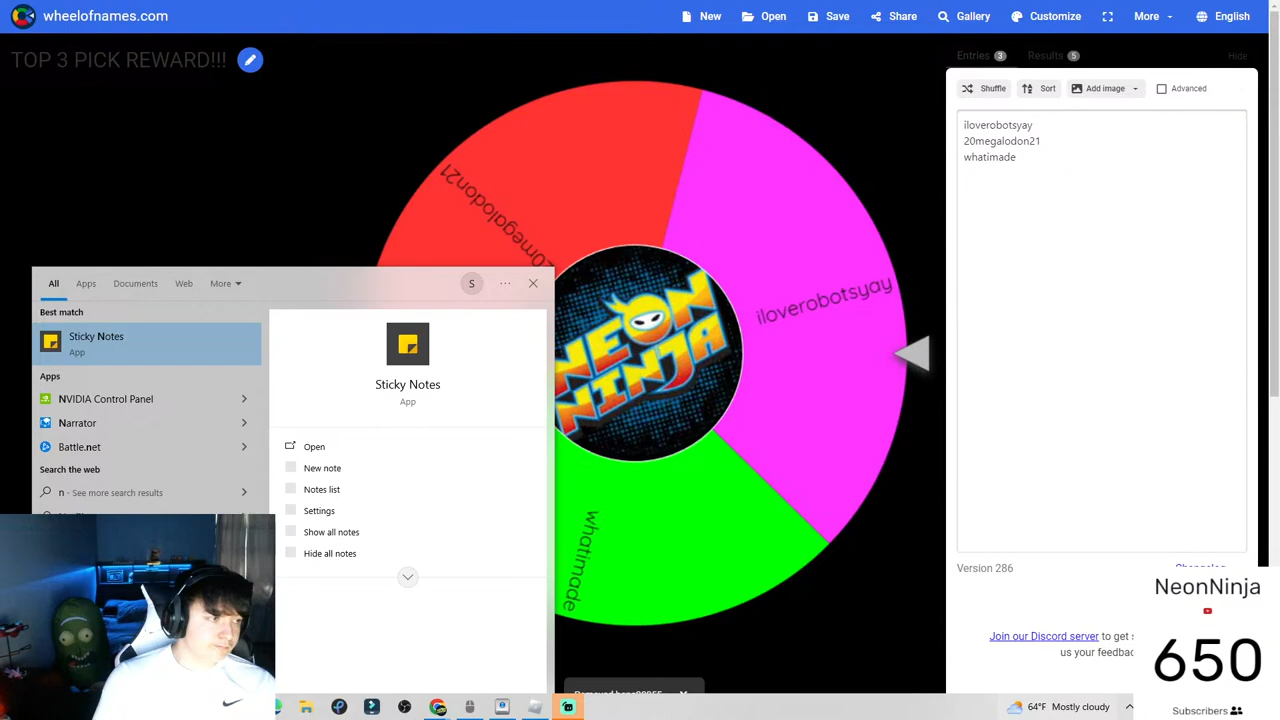 wheelofnames.com
New
Open
Save
Share
Gallery
Customize
More
English
TOP 3 PICK REWARD!!!
Entries 3
Results 5
Hide
Shuffle
Sort
Add image
Advanced
iloverobotsyay
20megalodon21
whatimade
20megalodon21
iloverobotsyay
whatimade
NEON
NINJA
All
Apps
Documents
Web
More
S
Best match
Sticky Notes
App
Apps
NVIDIA Control Panel
Narrator
Battle.net
Search the web
n - See more search results
Sticky Notes
App
Open
New note
Notes list
Settings
Show all notes
Hide all notes
Version 286
Changelog
Join our Discord server to get
us your feedba
NeonNinja
650
Subscribers
64°F Mostly cloudy